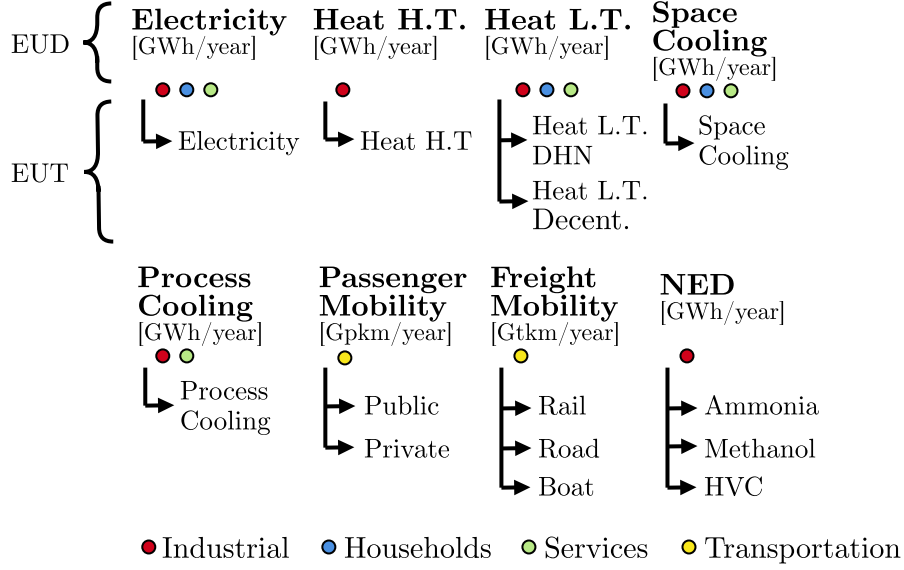 EUD
Electricity
[GWh/year]
Heat H.T.
[GWh/year]
Heat L.T.
[GWh/year]
Space
Cooling
[GWh/year]
EUT
Electricity
Heat H.T
Heat L.T.
DHN
Heat L.T.
Decent.
Space
Cooling
Process
Cooling
[GWh/year]
Process
Cooling
Passenger
Mobility
[Gpkm/year]
Public
Private
Freight
Mobility
[Gtkm/year]
Rail
Road
Boat
NED
[GWh/year]
Ammonia
Methanol
HVC
Industrial
Households
Services
Transportation